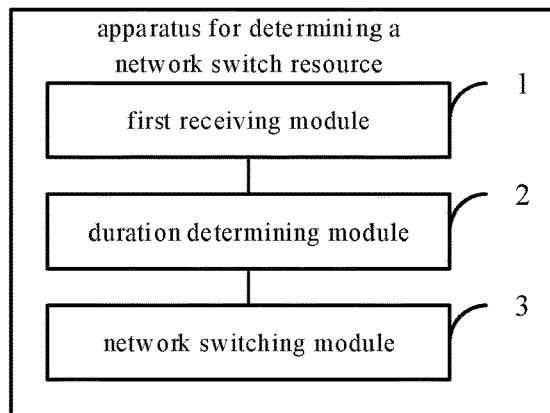 apparatus for determining a
network switch resource
1
first receiving module
2
duration determining module
3
network switching module